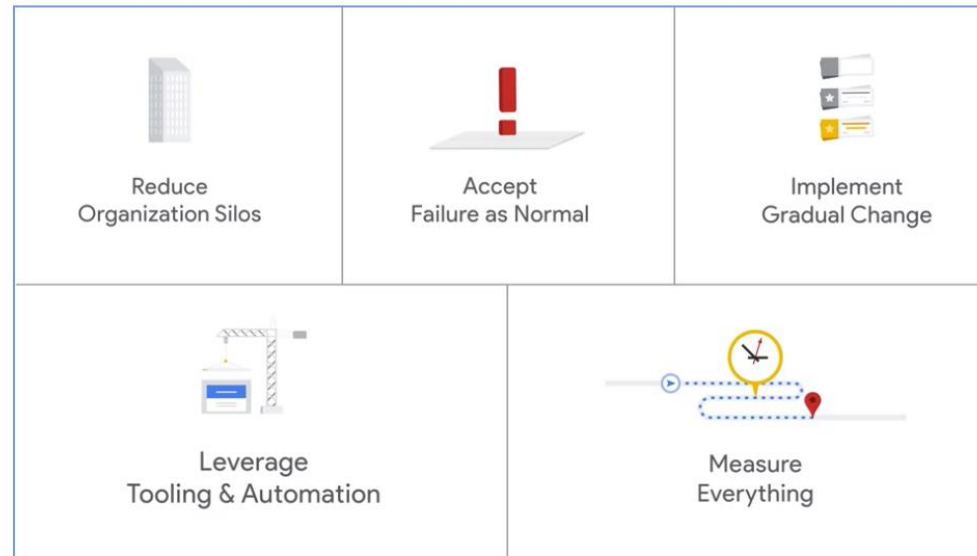 Reduce
Organization Silos
Accept
Failure as Normal
Implement
Gradual Change
Leverage
Tooling & Automation
Measure
Everything